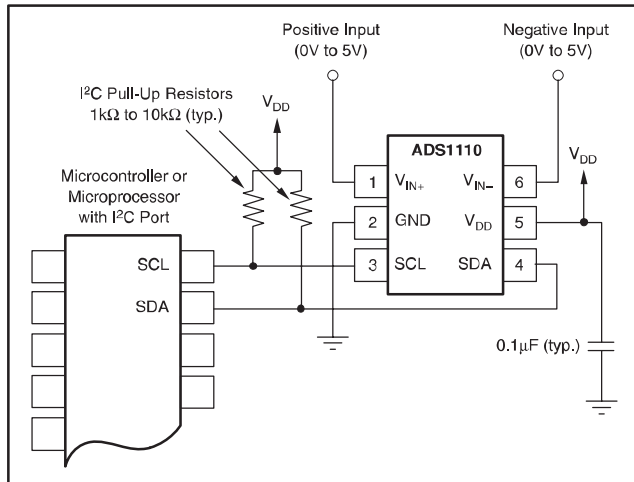 Positive Input
(0V to 5V)
Negative Input
(0V to 5V)
I²C Pull-Up Resistors
1kΩ to 10kΩ (typ.)
V_DD
Microcontroller or
Microprocessor
with I²C Port
SCL
SDA
ADS1110
1 V_IN+ V_IN− 6
2 GND V_DD 5
3 SCL SDA 4
V_DD
0.1µF (typ.)